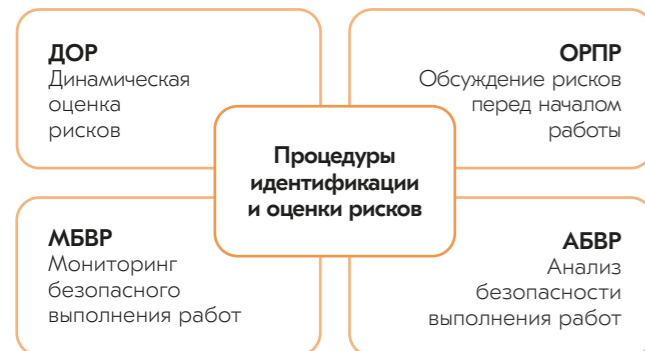 ДОР
Динамическая
оценка
рисков
ОРПР
Обсуждение рисков
перед началом
работы
Процедуры
идентификации
и оценки рисков
МБВР
Мониторинг
безопасного
выполнения работ
АБВР
Анализ
безопасности
выполнения работ